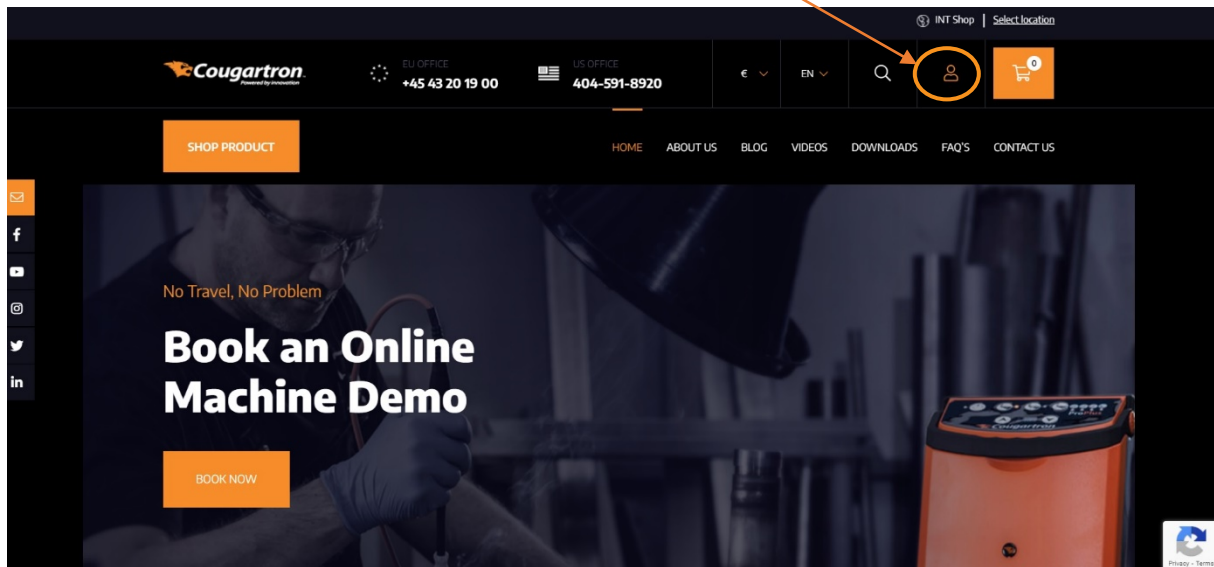 INT Shop | Select location
Cougartron
Powered by innovation
EU OFFICE
+45 43 20 19 00
US OFFICE
404-591-8920
€
EN
0
SHOP PRODUCT
HOME ABOUT US BLOG VIDEOS DOWNLOADS FAQ'S CONTACT US
No Travel, No Problem
Book an Online
Machine Demo
BOOK NOW
ProPlus
Cougartron
Privacy - Terms